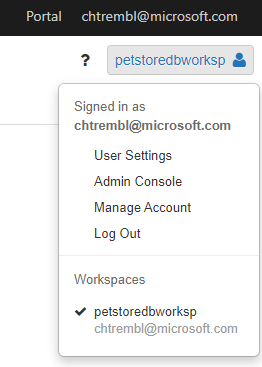 Portal chtrembl@microsoft.com
? petstoredbworksp
Signed in as
chtrembl@microsoft.com
User Settings
Admin Console
Manage Account
Log Out
Workspaces
petstoredbworksp
chtrembl@microsoft.com